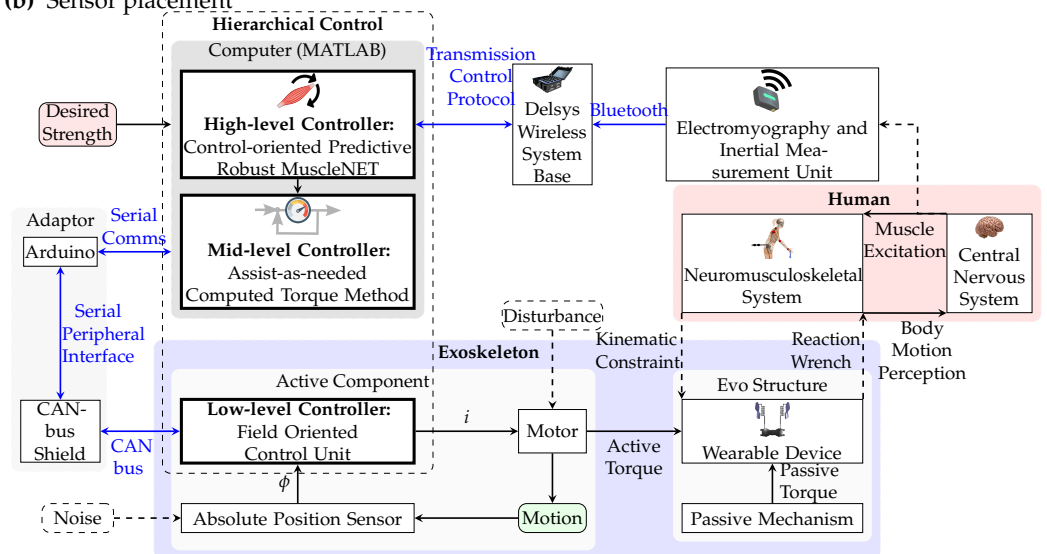 (b) Sensor placement
Hierarchical Control
Computer (MATLAB)
Desired
Strength
High-level Controller:
Control-oriented Predictive
Robust MuscleNET
Transmission
Control
Protocol
Delsys
Wireless
System
Base
Bluetooth
Electromyography and
Inertial Mea-
surement Unit
Adaptor
Arduino
Serial
Comms
Mid-level Controller:
Assist-as-needed
Computed Torque Method
Human
Neuromusculoskeletal
System
Muscle
Excitation
Central
Nervous
System
Serial
Peripheral
Interface
Disturbance
Kinematic
Constraint
Reaction
Wrench
Body
Motion
Perception
Exoskeleton
Active Component
Evo Structure
CAN-
bus
Shield
CAN
bus
Low-level Controller:
Field Oriented
Control Unit
i
Motor
Active
Torque
Wearable Device
Passive
Torque
ϕ
Noise
Absolute Position Sensor
Motion
Passive Mechanism